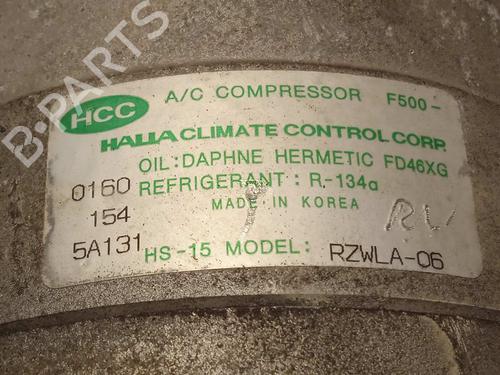 B-PARTS
HCC A/C COMPRESSOR F500-
HALLA CLIMATE CONTROL CORP.
OIL: DAPHNE HERMETIC FD46XG
0160 REFRIGERANT: R-134a
154 MADE IN KOREA
5A131 HS-15 MODEL: RZWLA-06